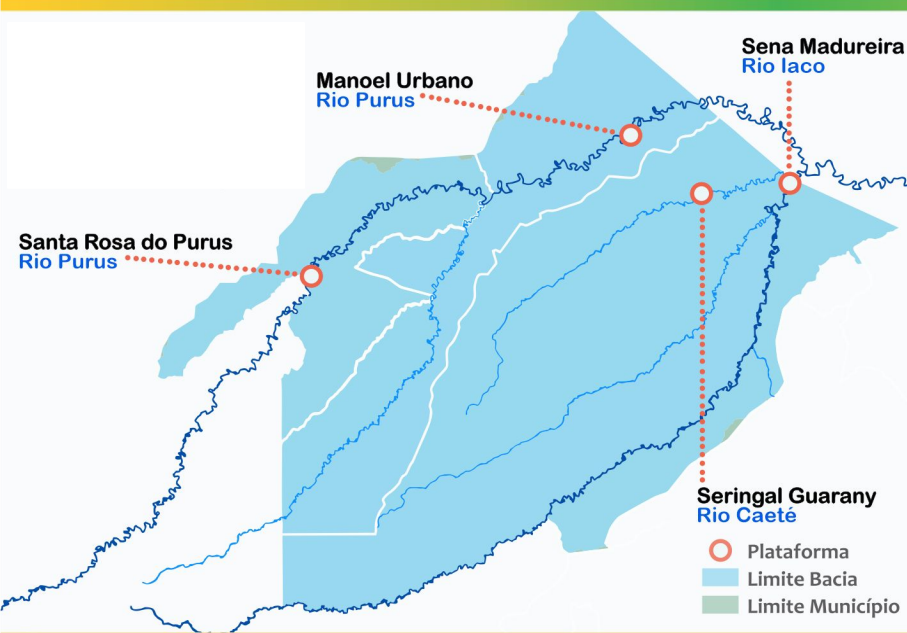 Sena Madureira
Rio Iaco
Manoel Urbano
Rio Purus
Santa Rosa do Purus
Rio Purus
Seringal Guarany
Rio Caeté
Plataforma
Limite Bacia
Limite Município